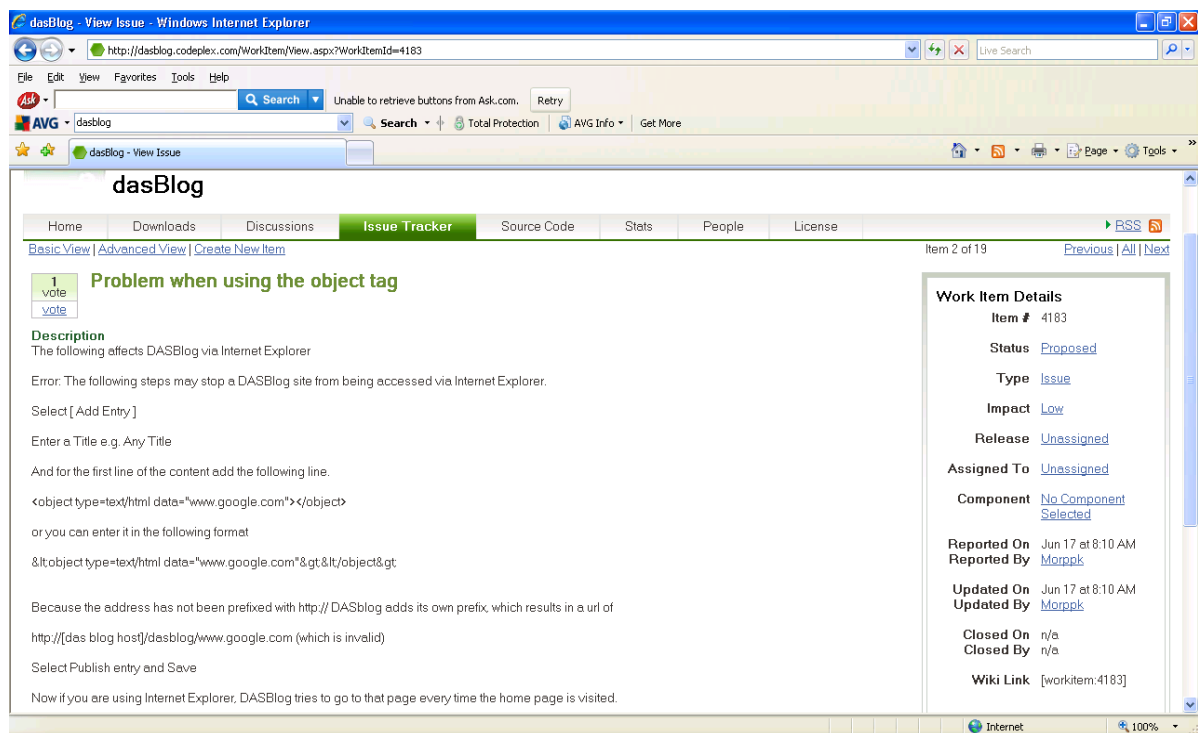 dasBlog - View Issue - Windows Internet Explorer
http://dasblog.codeplex.com/WorkItem/View.aspx?WorkItemId=4183
Live Search
File Edit View Favorites Tools Help
Ask Search Unable to retrieve buttons from Ask.com. Retry
AVG dasblog Search Total Protection AVG Info Get More
dasBlog - View Issue Page Tools »
dasBlog
Home Downloads Discussions Issue Tracker Source Code Stats People License RSS
Basic View | Advanced View | Create New Item Item 2 of 19 Previous | All | Next
1
vote
vote
Problem when using the object tag
Description
The following affects DASBlog via Internet Explorer
Error: The following steps may stop a DASBlog site from being accessed via Internet Explorer.
Select [ Add Entry ]
Enter a Title e.g. Any Title
And for the first line of the content add the following line.
<object type=text/html data="www.google.com"></object>
or you can enter it in the following format
&lt;object type=text/html data="www.google.com"&gt;&lt;/object&gt;
Because the address has not been prefixed with http:// DASblog adds its own prefix, which results in a url of
http://[das blog host]/dasblog/www.google.com (which is invalid)
Select Publish entry and Save
Now if you are using Internet Explorer, DASBlog tries to go to that page every time the home page is visited.
Work Item Details
Item # 4183
Status Proposed
Type Issue
Impact Low
Release Unassigned
Assigned To Unassigned
Component No Component
Selected
Reported On Jun 17 at 8:10 AM
Reported By Morppk
Updated On Jun 17 at 8:10 AM
Updated By Morppk
Closed On n/a
Closed By n/a
Wiki Link [workitem:4183]
Internet 100%